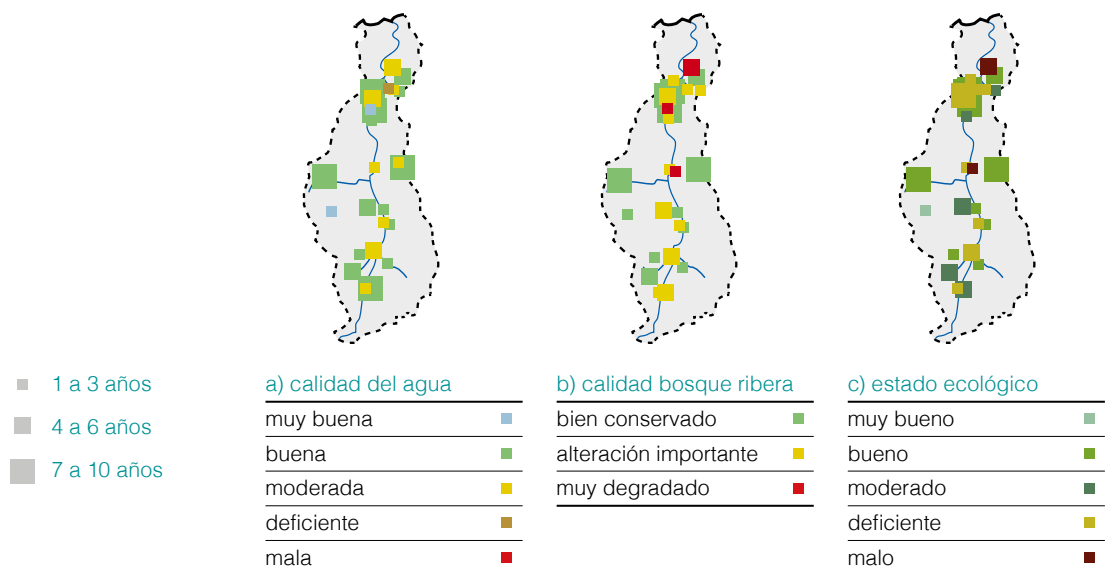 1 a 3 años
4 a 6 años
7 a 10 años
a) calidad del agua
muy buena
buena
moderada
deficiente
mala
b) calidad bosque ribera
bien conservado
alteración importante
muy degradado
c) estado ecológico
muy bueno
bueno
moderado
deficiente
malo